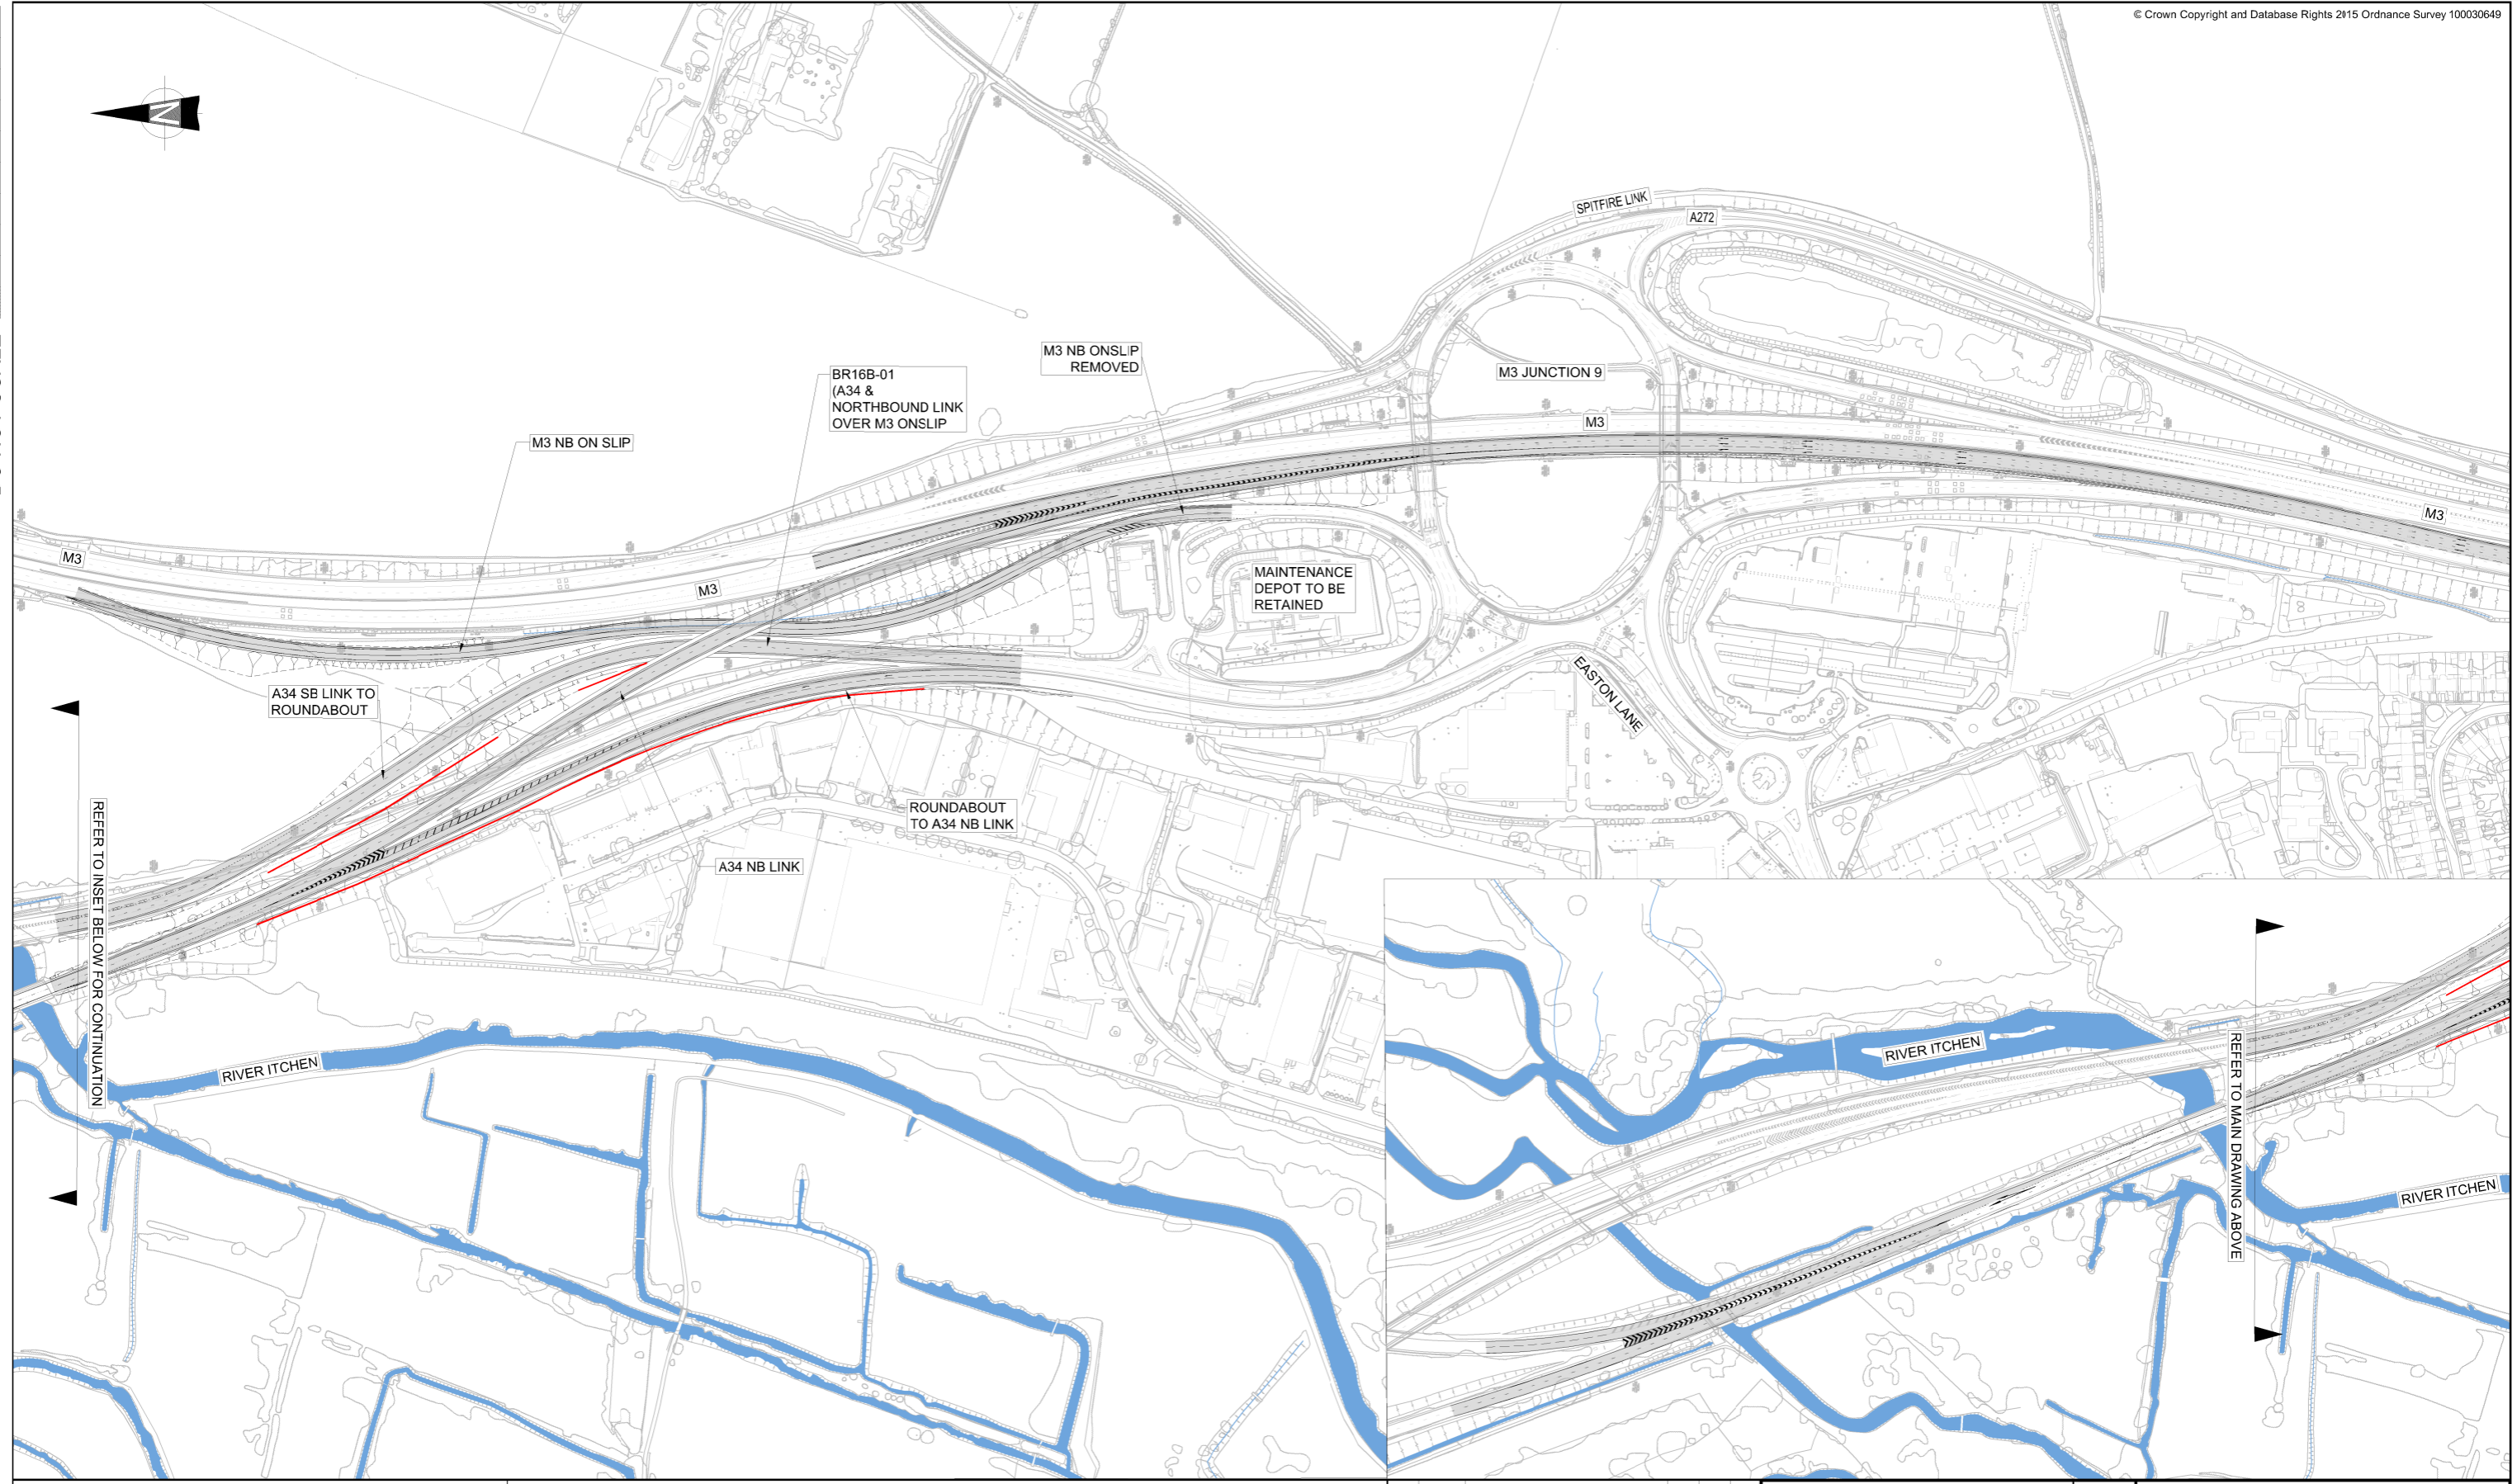 © Crown Copyright and Database Rights 2015 Ordnance Survey 100030649
N
SPITFIRE LINK
A272
M3 NB ONSLIP
REMOVED
BR16B-01
(A34 &
NORTHBOUND LINK
OVER M3 ONSLIP
M3 JUNCTION 9
M3
M3 NB ON SLIP
M3
M3
M3
MAINTENANCE
DEPOT TO BE
RETAINED
A34 SB LINK TO
ROUNDABOUT
EASTON LANE
ROUNDABOUT
TO A34 NB LINK
A34 NB LINK
REFER TO INSET BELOW FOR CONTINUATION
RIVER ITCHEN
RIVER ITCHEN
REFER TO MAIN DRAWING ABOVE
RIVER ITCHEN